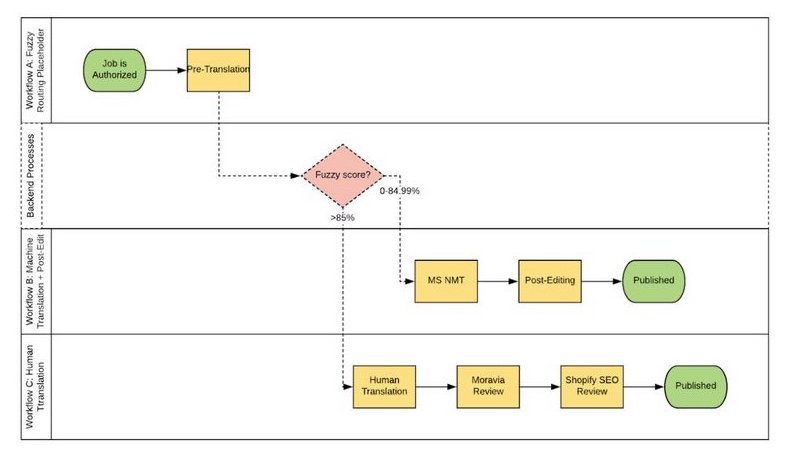 Workflow A: Fuzzy
Routing Placeholder
Job is
Authorized
Pre-Translation
Backend Processes
Fuzzy score?
0-84.99%
>85%
Workflow B: Machine
Translation + Post-Edit
MS NMT
Post-Editing
Published
Workflow C: Human
Ttranslation
Human
Translation
Moravia
Review
Shopify SEO
Review
Published